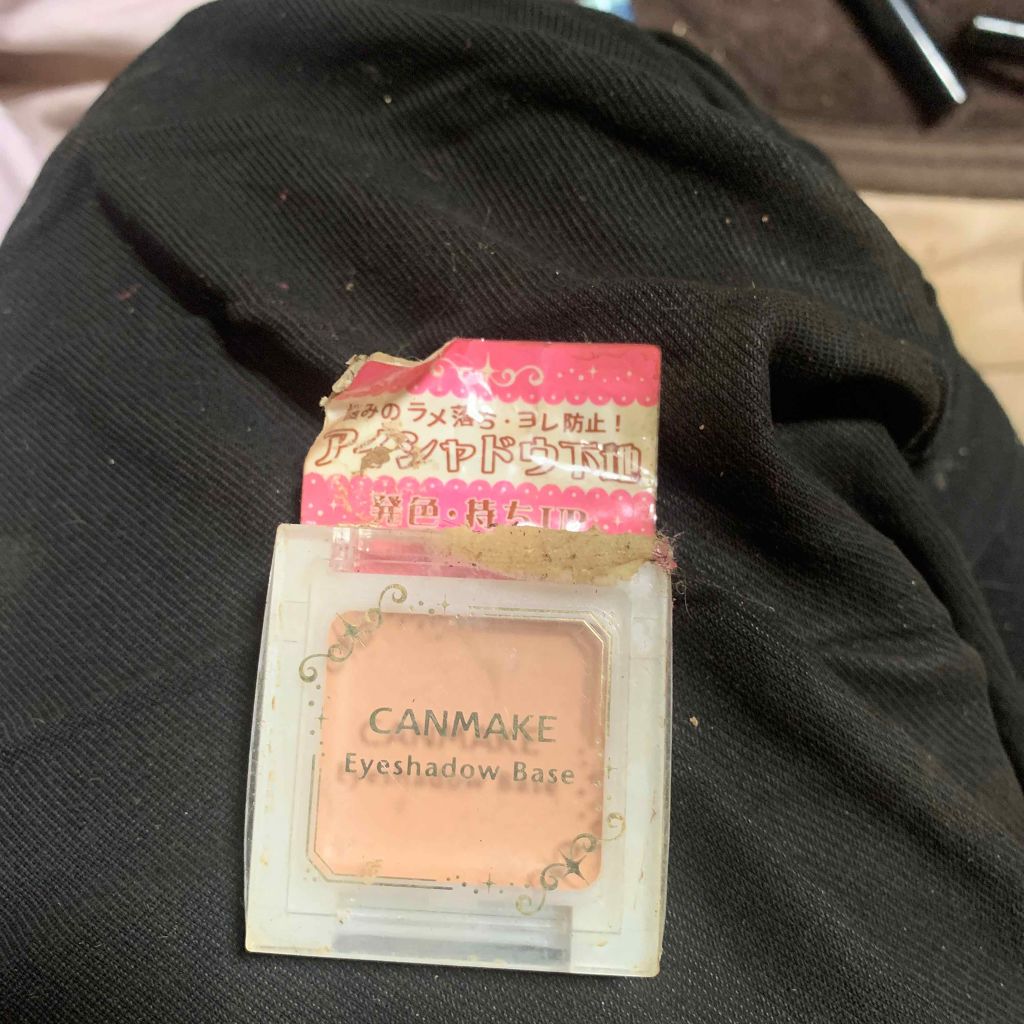 みのラメ落ち・ヨレ防止！
アイシャドウ下地
発色・持ちUP
CANMAKE
Eyeshadow Base